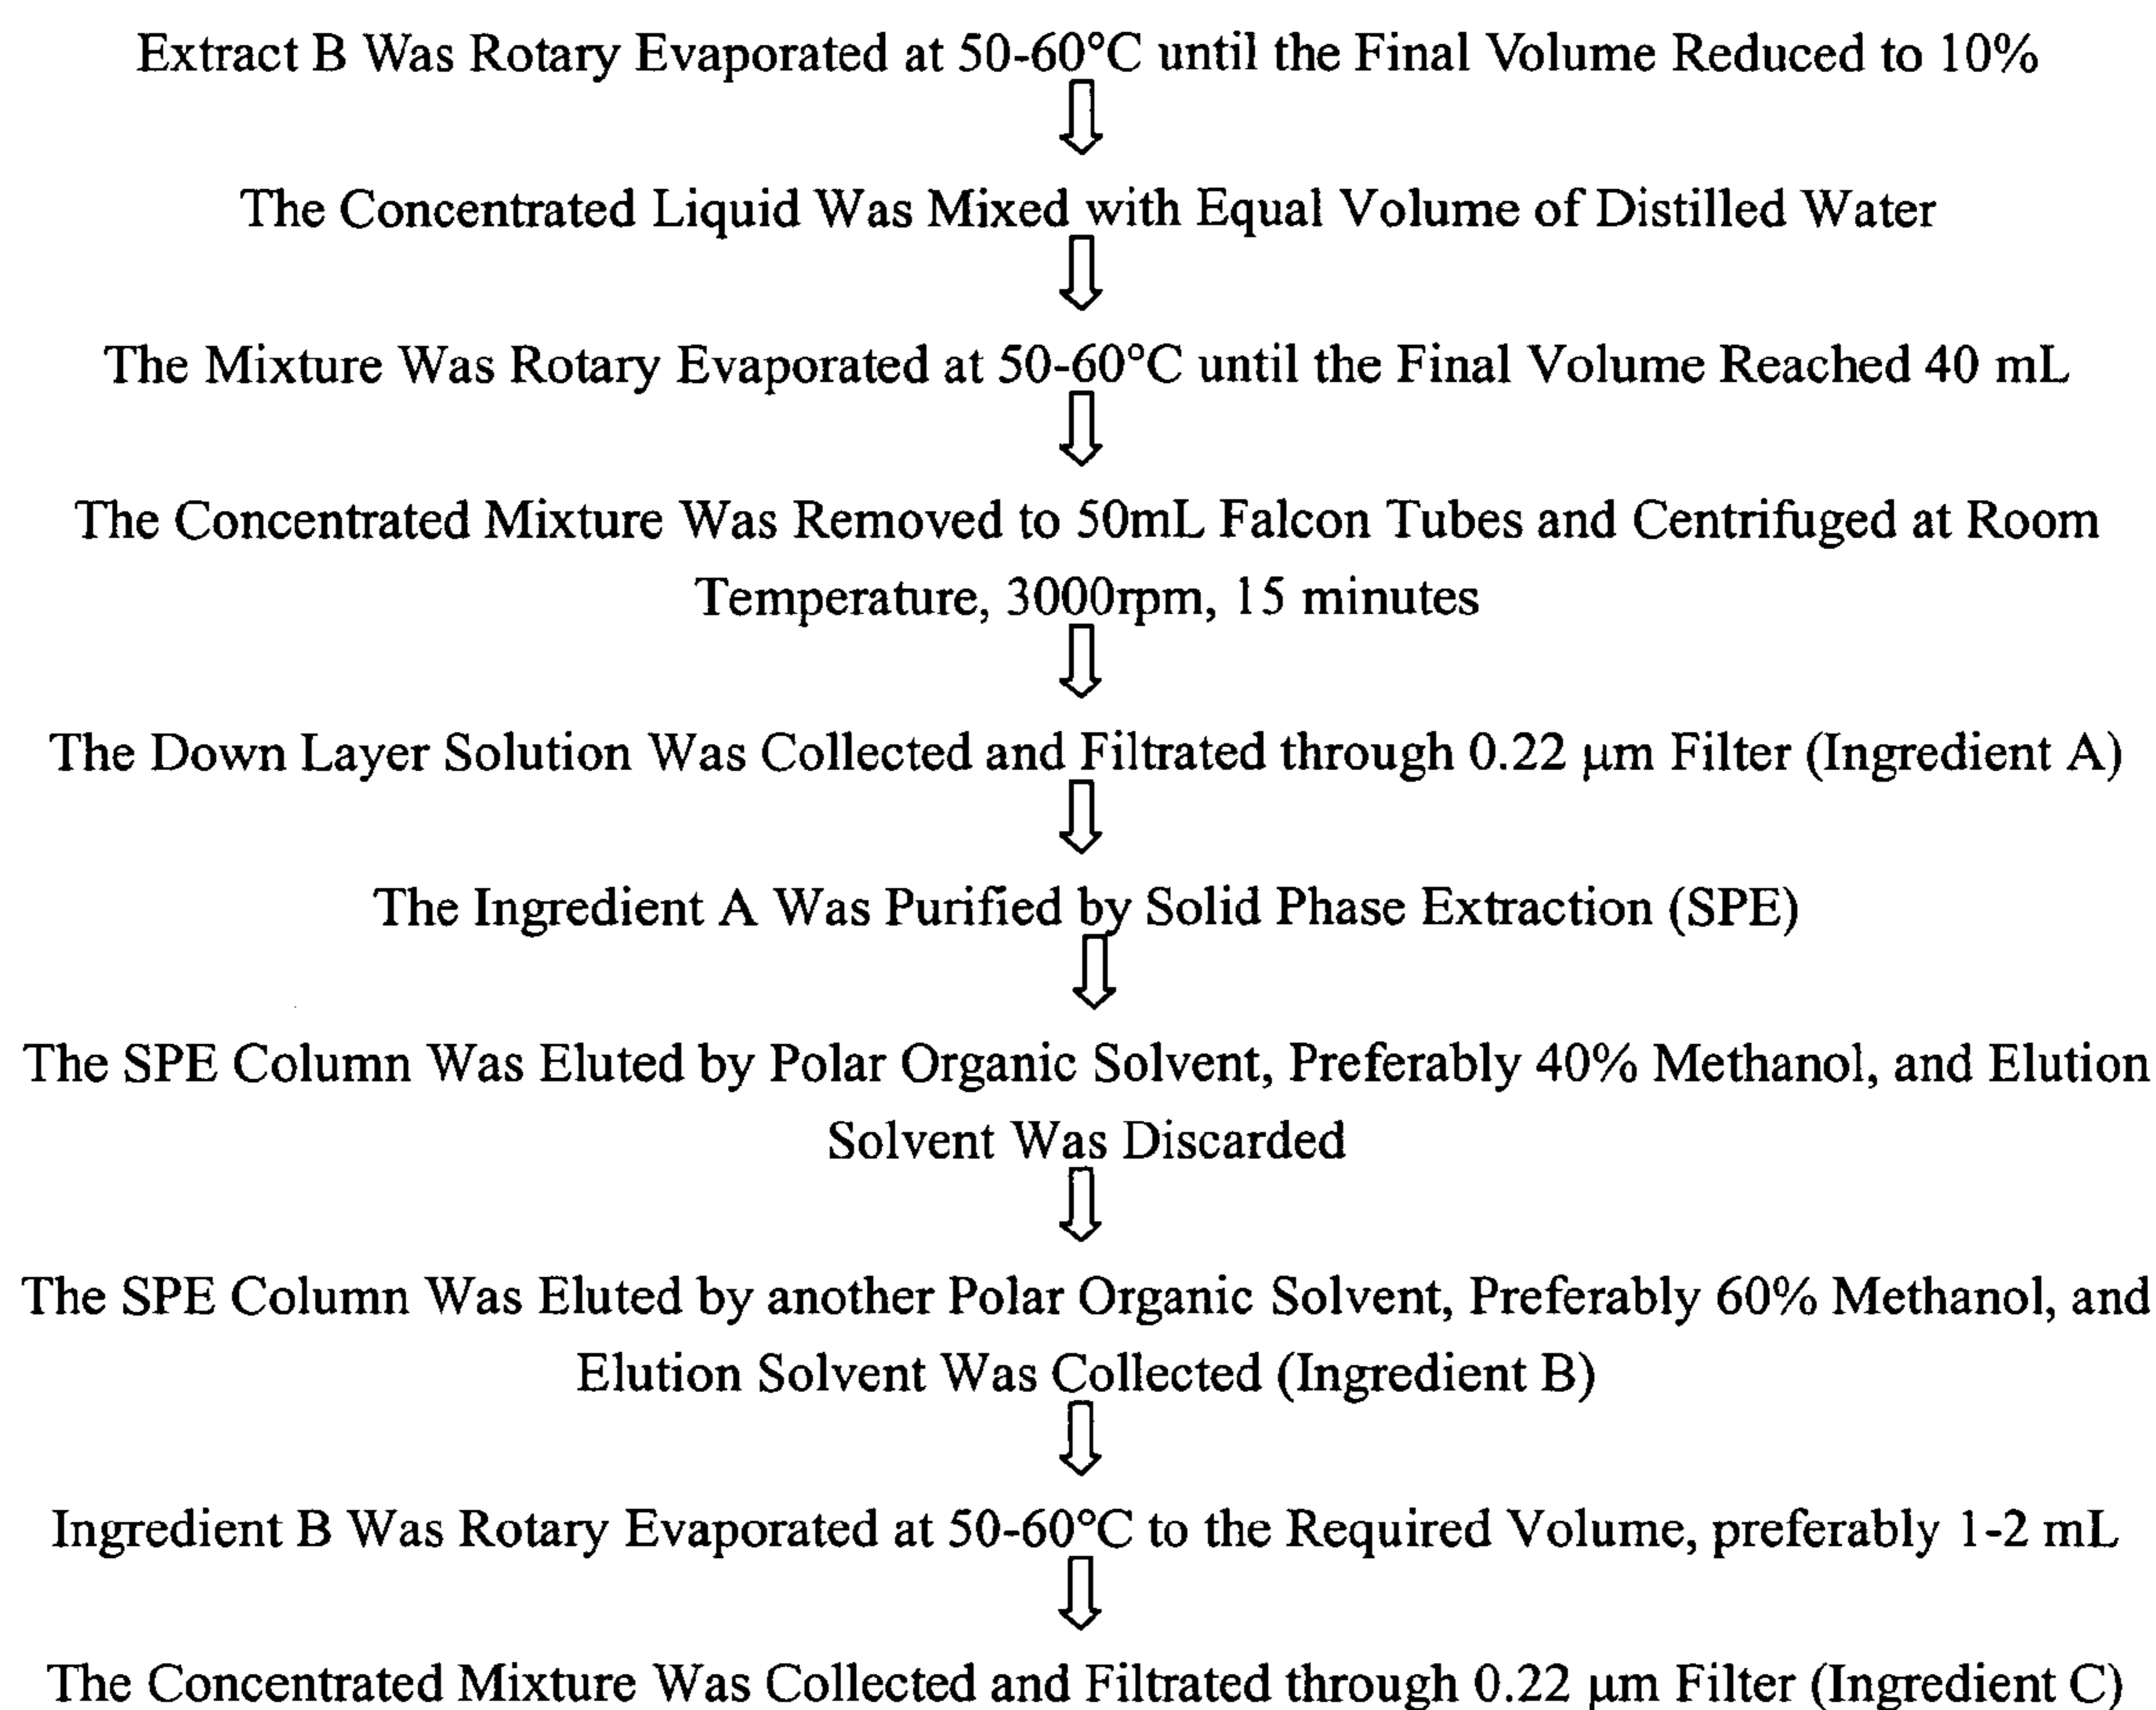 Extract B Was Rotary Evaporated at 50-60°C until the Final Volume Reduced to 10%
The Concentrated Liquid Was Mixed with Equal Volume of Distilled Water
The Mixture Was Rotary Evaporated at 50-60°C until the Final Volume Reached 40 mL
The Concentrated Mixture Was Removed to 50mL Falcon Tubes and Centrifuged at Room
Temperature, 3000rpm, 15 minutes
The Down Layer Solution Was Collected and Filtrated through 0.22 µm Filter (Ingredient A)
The Ingredient A Was Purified by Solid Phase Extraction (SPE)
The SPE Column Was Eluted by Polar Organic Solvent, Preferably 40% Methanol, and Elution
Solvent Was Discarded
The SPE Column Was Eluted by another Polar Organic Solvent, Preferably 60% Methanol, and
Elution Solvent Was Collected (Ingredient B)
Ingredient B Was Rotary Evaporated at 50-60°C to the Required Volume, preferably 1-2 mL
The Concentrated Mixture Was Collected and Filtrated through 0.22 µm Filter (Ingredient C)